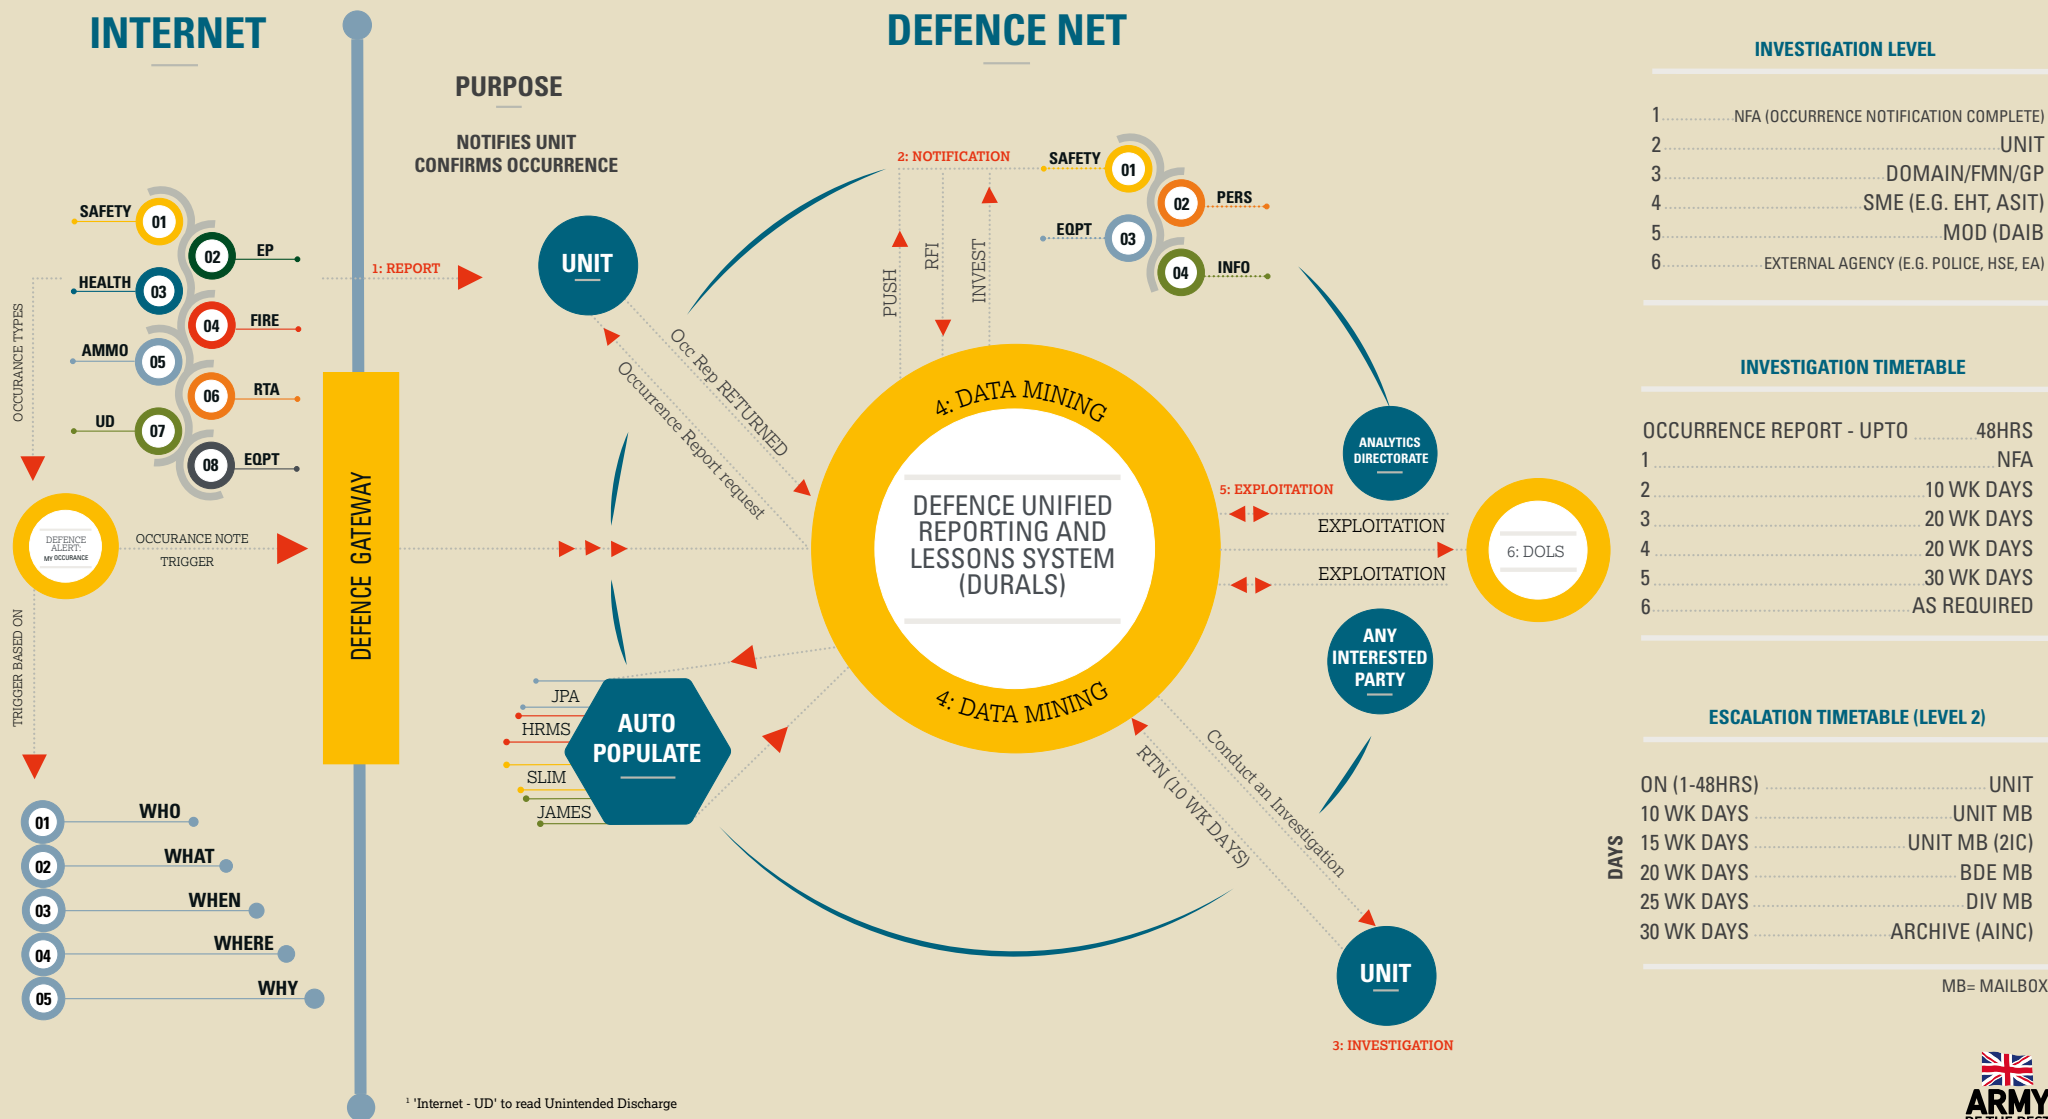 INTERNET
DEFENCE NET
PURPOSE
NOTIFIES UNIT
CONFIRMS OCCURRENCE
SAFETY
01
02
EP
HEALTH
03
04
FIRE
AMMO
05
06
RTA
UD
07
08
EQPT
OCCURANCE TYPES
DEFENCE
ALERT:
MY OCCURANCE
OCCURANCE NOTE
TRIGGER
TRIGGER BASED ON
01
WHO
02
WHAT
03
WHEN
04
WHERE
05
WHY
DEFENCE GATEWAY
1: REPORT
UNIT
Occ Rep RETURNED
Occurrence Report request
2: NOTIFICATION
PUSH
RFI
INVEST
SAFETY
01
02
PERS
EQPT
03
04
INFO
4: DATA MINING
DEFENCE UNIFIED
REPORTING AND
LESSONS SYSTEM
(DURALS)
4: DATA MINING
JPA
HRMS
SLIM
JAMES
AUTO
POPULATE
ANALYTICS
DIRECTORATE
5: EXPLOITATION
EXPLOITATION
EXPLOITATION
6: DOLS
ANY
INTERESTED
PARTY
Conduct an Investigation
RTN (10 WK DAYS)
UNIT
3: INVESTIGATION
INVESTIGATION LEVEL
1 NFA (OCCURRENCE NOTIFICATION COMPLETE)
2 UNIT
3 DOMAIN/FMN/GP
4 SME (E.G. EHT, ASIT)
5 MOD (DAIB
6 EXTERNAL AGENCY (E.G. POLICE, HSE, EA)
INVESTIGATION TIMETABLE
OCCURRENCE REPORT - UPTO 48HRS
1 NFA
2 10 WK DAYS
3 20 WK DAYS
4 20 WK DAYS
5 30 WK DAYS
6 AS REQUIRED
ESCALATION TIMETABLE (LEVEL 2)
DAYS
ON (1-48HRS) UNIT
10 WK DAYS UNIT MB
15 WK DAYS UNIT MB (2IC)
20 WK DAYS BDE MB
25 WK DAYS DIV MB
30 WK DAYS ARCHIVE (AINC)
MB= MAILBOX
1 'Internet - UD' to read Unintended Discharge
ARMY
BE THE BEST